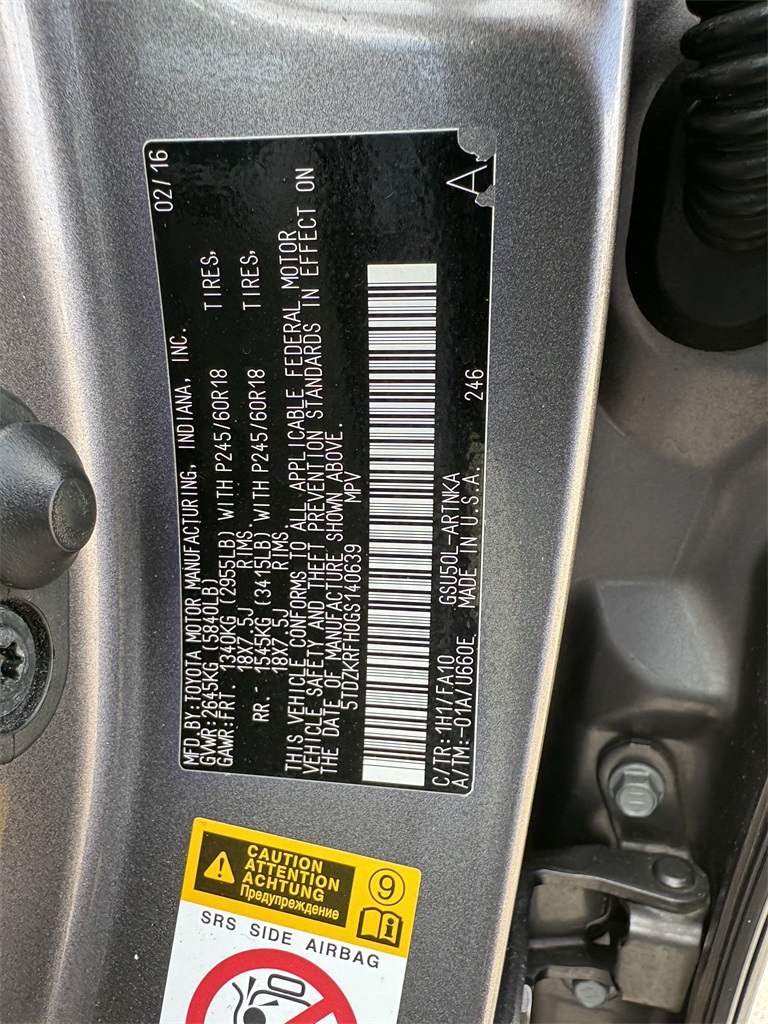 MFD.BY:TOYOTA MOTOR MANUFACTURING, INDIANA, INC. 02/16
GVWR:2645KG (5840LB)
GAWR:FRT. 1340KG (2955LB) WITH P245/60R18 TIRES,
18X7.5J RIMS.
RR. - 1545KG (3415LB) WITH P245/60R18 TIRES,
18X7.5J RIMS
THIS VEHICLE CONFORMS TO ALL APPLICABLE FEDERAL MOTOR
VEHICLE SAFETY AND THEFT PREVENTION STANDARDS IN EFFECT ON
THE DATE OF MANUFACTURE SHOWN ABOVE.
5TDZKRFH0GS140639 MPV
C/TR:1H1/FA10 GSU50L-ARTNKA 246
A/TM:-01A/U660E MADE IN U.S.A.
A
CAUTION
ATTENTION
ACHTUNG
Предупреждение
9
i
SRS SIDE AIRBAG